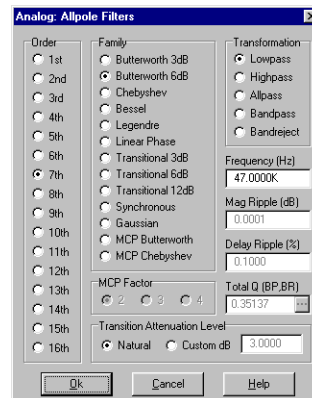 Analog: Allpole Filters
Order
1st
2nd
3rd
4th
5th
6th
7th
8th
9th
10th
11th
12th
13th
14th
15th
16th
Family
Butterworth 3dB
Butterworth 6dB
Chebyshev
Bessel
Legendre
Linear Phase
Transitional 3dB
Transitional 6dB
Transitional 12dB
Synchronous
Gaussian
MCP Butterworth
MCP Chebyshev
MCP Factor
2 3 4
Transformation
Lowpass
Highpass
Allpass
Bandpass
Bandreject
Frequency (Hz)
47.0000K
Mag Ripple (dB)
0.0001
Delay Ripple (%)
0.1000
Total Q (BP,BR)
0.35137 ...
Transition Attenuation Level
Natural Custom dB 3.0000
Ok Cancel Help